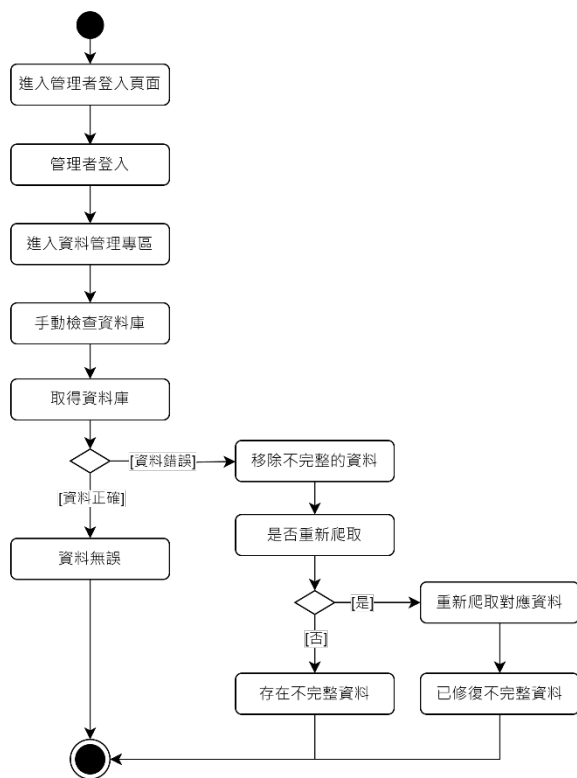 進入管理者登入頁面
管理者登入
進入資料管理專區
手動檢查資料庫
取得資料庫
[資料錯誤]
移除不完整的資料
[資料正確]
是否重新爬取
資料無誤
[是]
重新爬取對應資料
[否]
存在不完整資料
已修復不完整資料